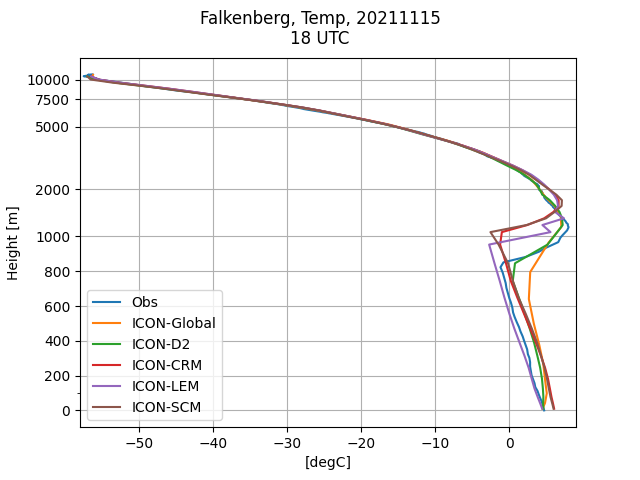 Falkenberg, Temp, 20211115
18 UTC
Height [m]
10000
7500
5000
2000
1000
800
600
400
200
0
Obs
ICON-Global
ICON-D2
ICON-CRM
ICON-LEM
ICON-SCM
−50 −40 −30 −20 −10 0
[degC]